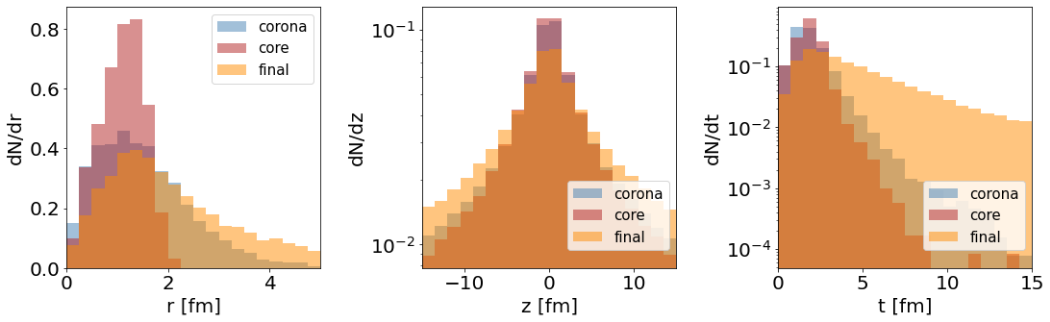 dN/dr
0.8
0.6
0.4
0.2
0.0
0
2
4
r [fm]
corona
core
final
dN/dz
10⁻¹
10⁻²
−10
0
10
z [fm]
corona
core
final
dN/dt
10⁻¹
10⁻²
10⁻³
10⁻⁴
0
5
10
15
t [fm]
corona
core
final